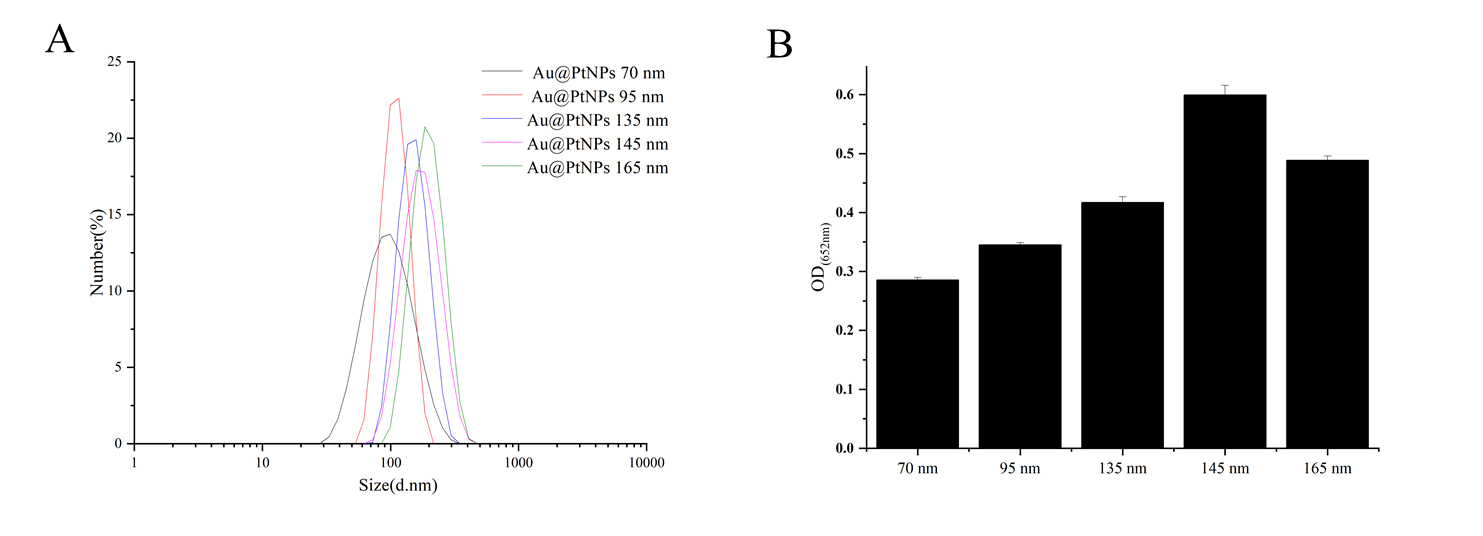 A
25
20
15
10
5
0
Number(%)
1
10
100
1000
10000
Size(d.nm)
Au@PtNPs 70 nm
Au@PtNPs 95 nm
Au@PtNPs 135 nm
Au@PtNPs 145 nm
Au@PtNPs 165 nm
B
0.6
0.5
0.4
0.3
0.2
0.1
0.0
OD(652nm)
70 nm
95 nm
135 nm
145 nm
165 nm